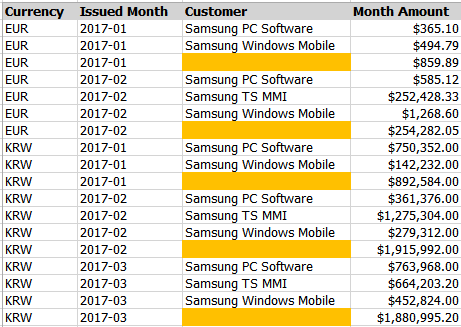 Currency Issued Month Customer Month Amount
EUR 2017-01 Samsung PC Software $365.10
EUR 2017-01 Samsung Windows Mobile $494.79
EUR 2017-01 $859.89
EUR 2017-02 Samsung PC Software $585.12
EUR 2017-02 Samsung TS MMI $252,428.33
EUR 2017-02 Samsung Windows Mobile $1,268.60
EUR 2017-02 $254,282.05
KRW 2017-01 Samsung PC Software $750,352.00
KRW 2017-01 Samsung Windows Mobile $142,232.00
KRW 2017-01 $892,584.00
KRW 2017-02 Samsung PC Software $361,376.00
KRW 2017-02 Samsung TS MMI $1,275,304.00
KRW 2017-02 Samsung Windows Mobile $279,312.00
KRW 2017-02 $1,915,992.00
KRW 2017-03 Samsung PC Software $763,968.00
KRW 2017-03 Samsung TS MMI $664,203.20
KRW 2017-03 Samsung Windows Mobile $452,824.00
KRW 2017-03 $1,880,995.20